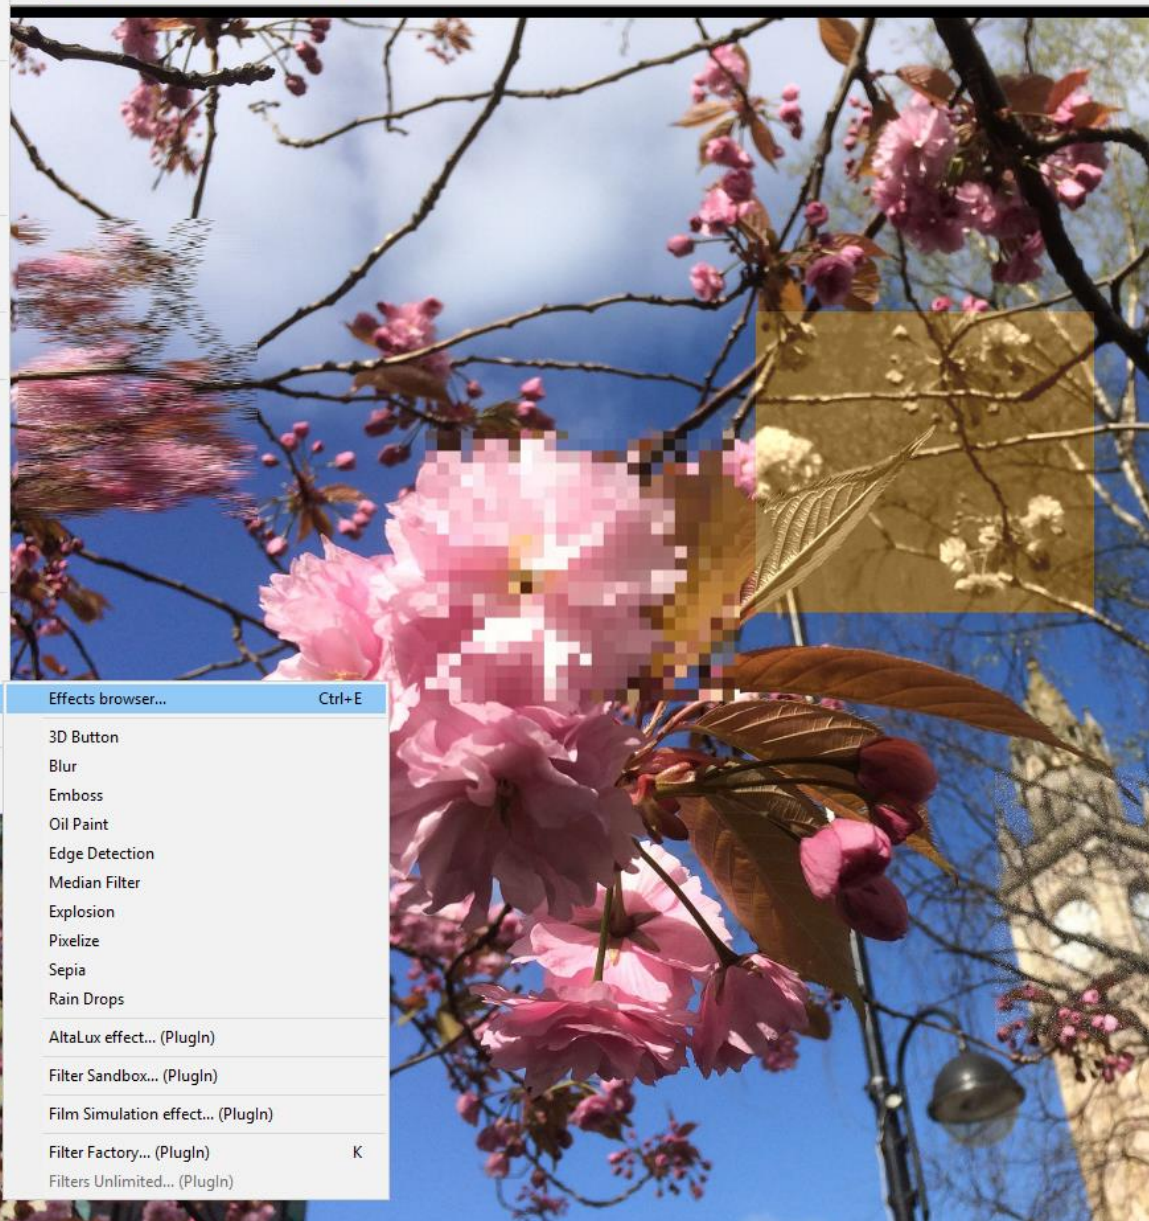 Effects browser... Ctrl+E
3D Button
Blur
Emboss
Oil Paint
Edge Detection
Median Filter
Explosion
Pixelize
Sepia
Rain Drops
AltaLux effect... (PlugIn)
Filter Sandbox... (PlugIn)
Film Simulation effect... (PlugIn)
Filter Factory... (PlugIn) K
Filters Unlimited... (PlugIn)